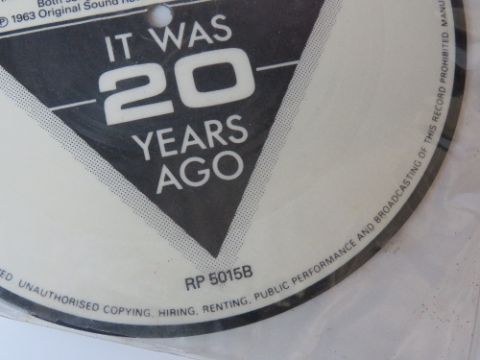 ℗ 1963 Original Sound
IT WAS
20
YEARS
AGO
RP 5015B
UNAUTHORISED COPYING, HIRING, RENTING, PUBLIC PERFORMANCE AND BROADCASTING OF THIS RECORD PROHIBITED.